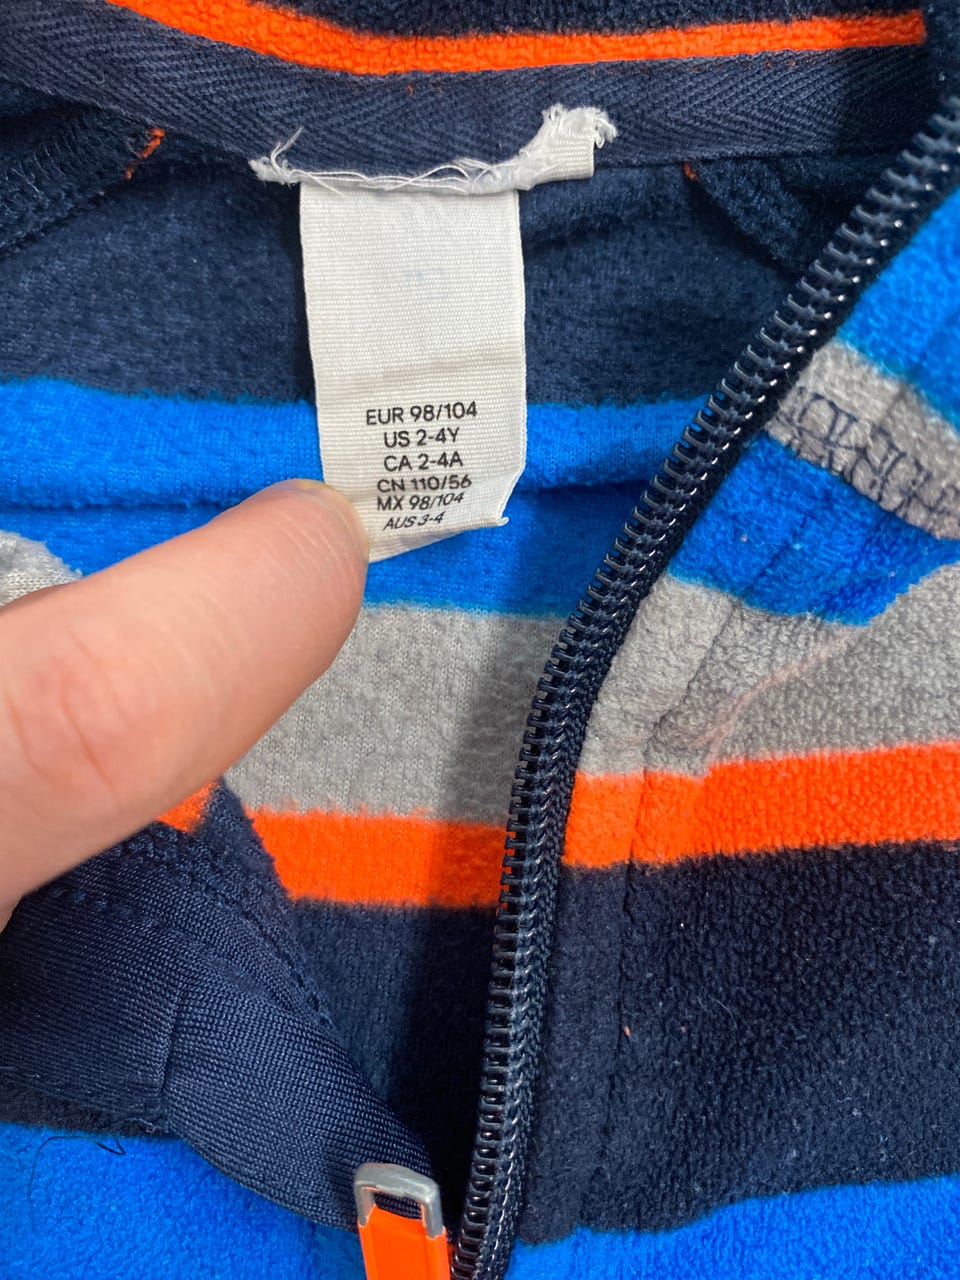 EUR 98/104
US 2-4Y
CA 2-4A
CN 110/56
MX 98/104
AUS 3-4